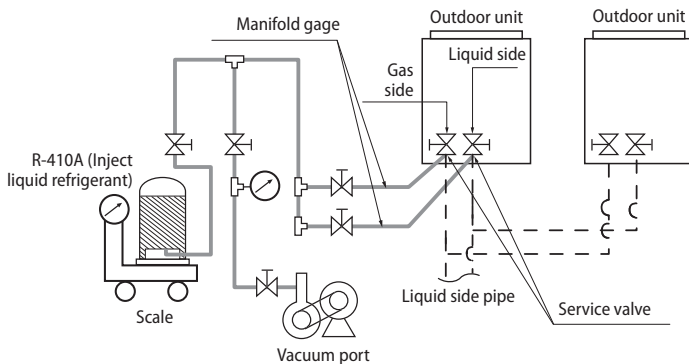 Manifold gage
Outdoor unit
Outdoor unit
Liquid side
Gas
side
R-410A (Inject
liquid refrigerant)
Scale
Vacuum port
Liquid side pipe
Service valve